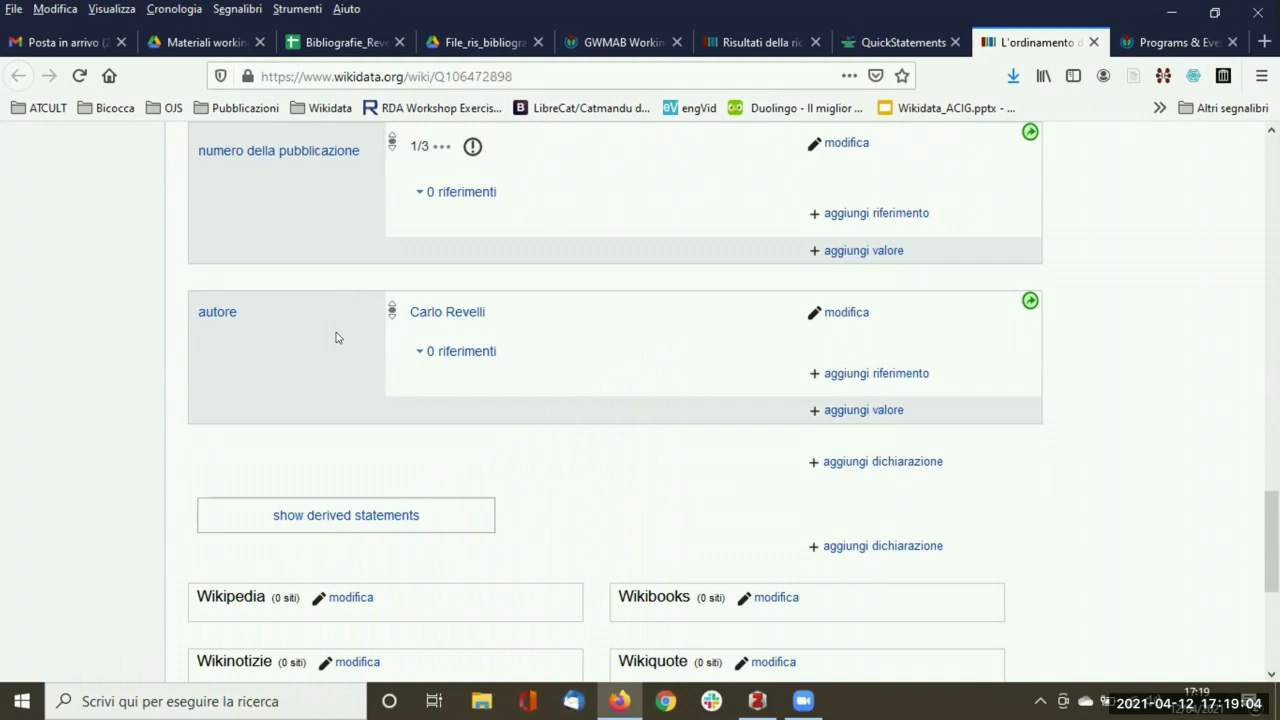 File Modifica Visualizza Cronologia Segnalibri Strumenti Aiuto
Posta in arrivo (2 Materiali workin Bibliografie_Rev File_ris_bibliogra GWMAB Workin Risultati della ric QuickStatements L'ordinamento d Programs & Eve
https://www.wikidata.org/wiki/Q106472898
ATCULT Bicocca OJS Pubblicazioni Wikidata RDA Workshop Exercis... LibreCat/Catmandu d... engVid Duolingo - Il miglior ... Wikidata_ACIG.pptx - ... Altri segnalibri
numero della pubblicazione 1/3 modifica
0 riferimenti
+ aggiungi riferimento
+ aggiungi valore
autore Carlo Revelli modifica
0 riferimenti
+ aggiungi riferimento
+ aggiungi valore
+ aggiungi dichiarazione
show derived statements
+ aggiungi dichiarazione
Wikipedia (0 siti) modifica Wikibooks (0 siti) modifica
Wikinotizie (0 siti) modifica Wikiquote (0 siti) modifica
Scrivi qui per eseguire la ricerca 17:19
2021-04-12 17:19:04